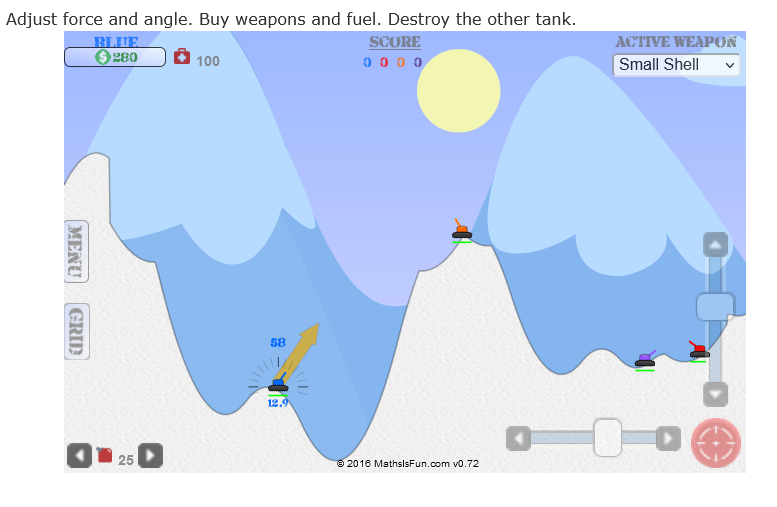 Adjust force and angle. Buy weapons and fuel. Destroy the other tank.
BLUE
SCORE
ACTIVE WEAPON
$ 280
100
0 0 0 0
Small Shell
MENU
GRID
58
12.9
25
© 2016 MathsIsFun.com v0.72